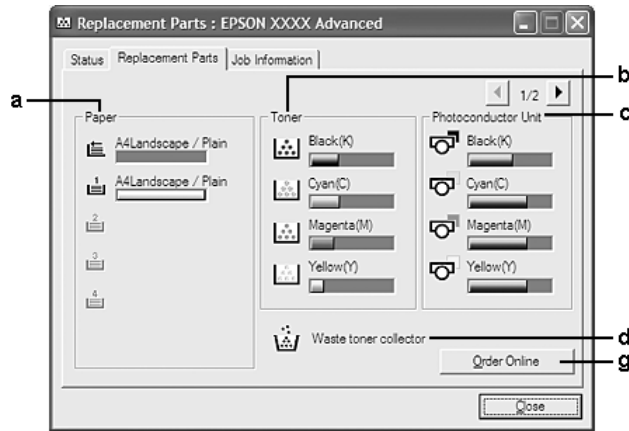 Replacement Parts : EPSON XXXX Advanced
Status
Replacement Parts
Job Information
1/2
a
b
c
d
g
Paper
A4Landscape / Plain
1
A4Landscape / Plain
2
3
4
Toner
Black(K)
Cyan(C)
Magenta(M)
Yellow(Y)
Photoconductor Unit
Black(K)
Cyan(C)
Magenta(M)
Yellow(Y)
Waste toner collector
Order Online
Close